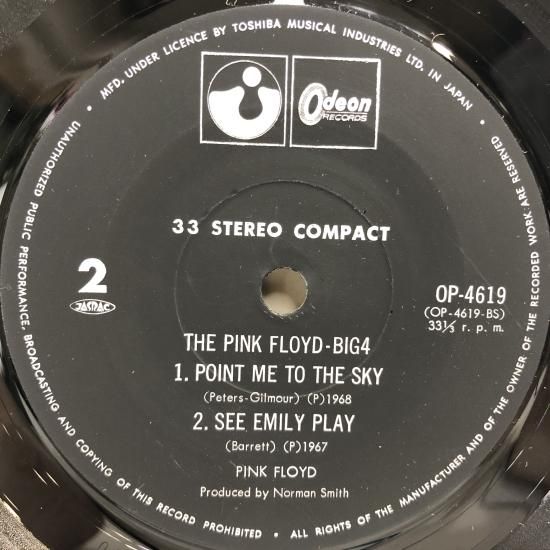 • MFD. UNDER LICENCE BY TOSHIBA MUSICAL INDUSTRIES LTD. IN JAPAN •
Odeon
RECORDS
33 STEREO COMPACT
2
JASRAC
OP-4619
(OP-4619-BS)
33⅓ r. p. m.
THE PINK FLOYD-BIG4
1. POINT ME TO THE SKY
(Peters-Gilmour) (P)1968
2. SEE EMILY PLAY
(Barrett) (P)1967
PINK FLOYD
Produced by Norman Smith
UNAUTHORIZED PUBLIC PERFORMANCE, BROADCASTING AND COPYING OF THIS RECORD PROHIBITED • ALL RIGHTS OF THE MANUFACTURER AND OF THE OWNER OF THE RECORDED WORK ARE RESERVED